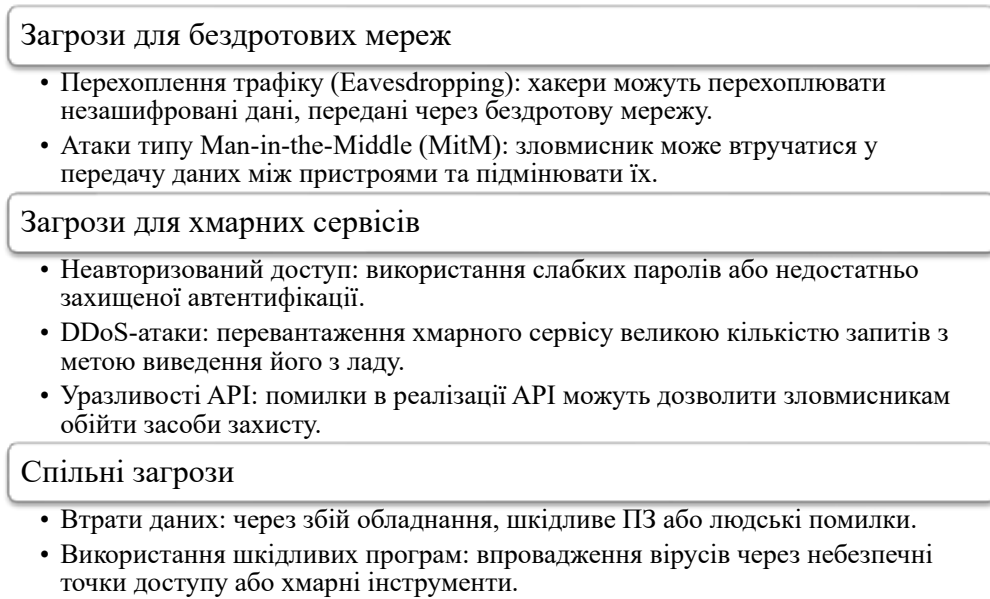 Загрози для бездротових мереж
• Перехоплення трафіку (Eavesdropping): хакери можуть перехоплювати
незашифровані дані, передані через бездротову мережу.
• Атаки типу Man-in-the-Middle (MitM): зловмисник може втручатися у
передачу даних між пристроями та підмінювати їх.
Загрози для хмарних сервісів
• Неавторизований доступ: використання слабких паролів або недостатньо
захищеної автентифікації.
• DDoS-атаки: перевантаження хмарного сервісу великою кількістю запитів з
метою виведення його з ладу.
• Уразливості API: помилки в реалізації API можуть дозволити зловмисникам
обійти засоби захисту.
Спільні загрози
• Втрати даних: через збій обладнання, шкідливе ПЗ або людські помилки.
• Використання шкідливих програм: впровадження вірусів через небезпечні
точки доступу або хмарні інструменти.